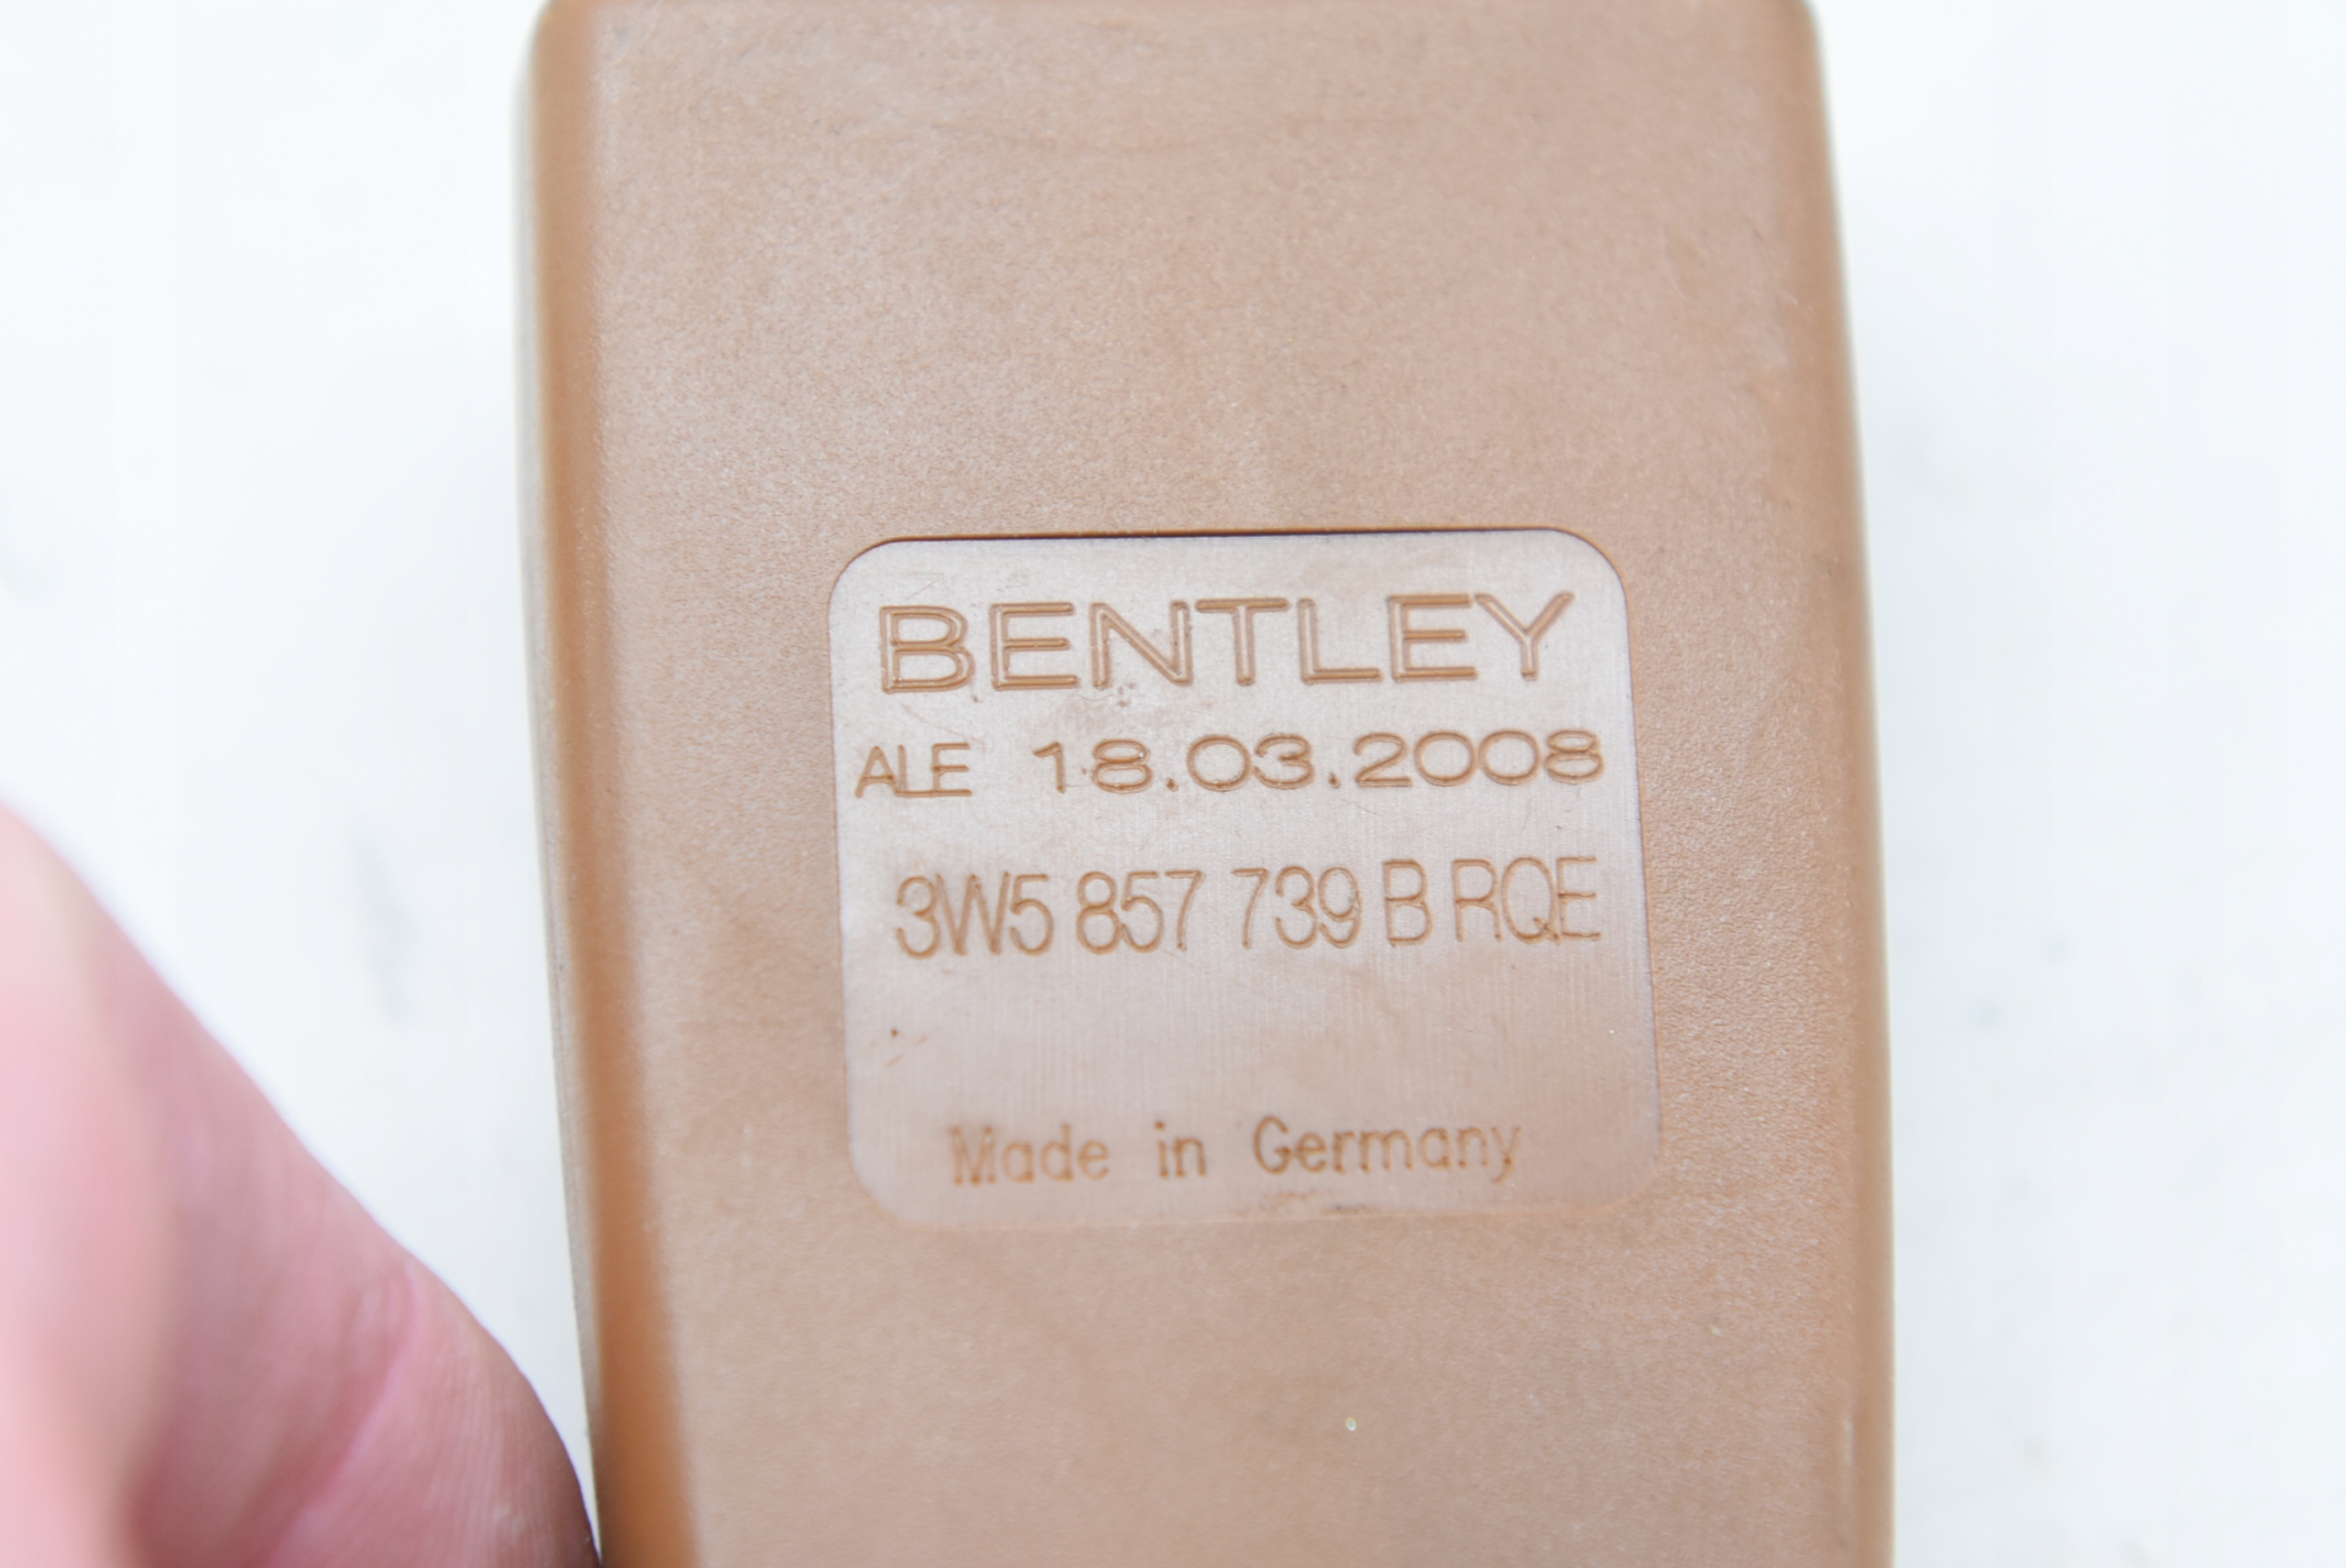 BENTLEY
ALE 18.03.2008
3W5 857 739 B RQE
Made in Germany